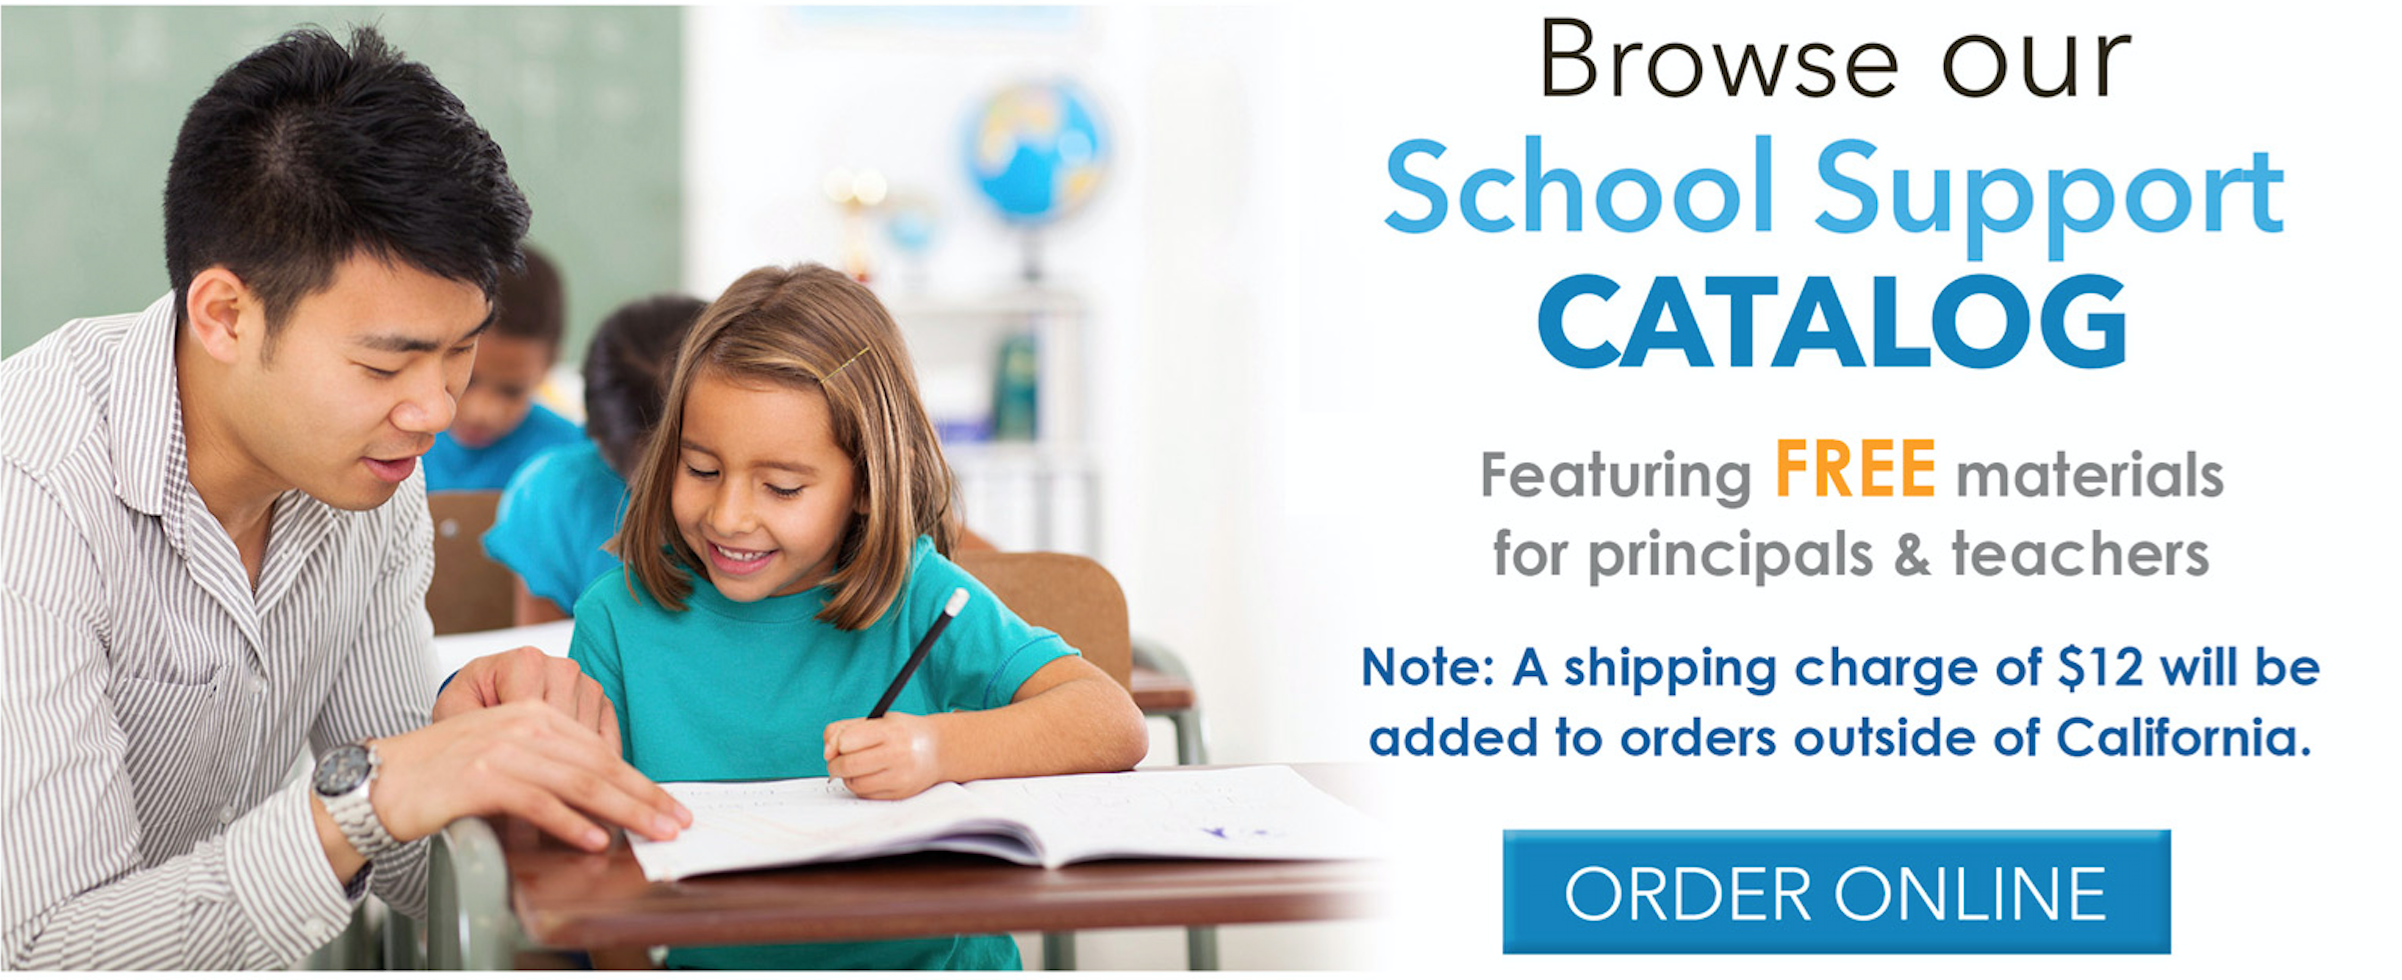 Browse our
School Support
CATALOG
Featuring FREE materials
for principals & teachers
Note: A shipping charge of $12 will be
added to orders outside of California.
ORDER ONLINE